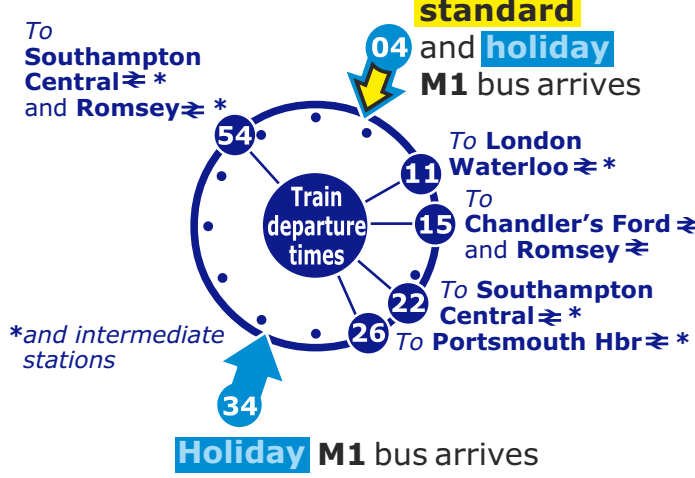 standard
04 and holiday
M1 bus arrives
To
Southampton
Central *
and Romsey *
54
To London
Waterloo *
11
To
Chandler's Ford
and Romsey
15
Train
departure
times
22
To Southampton
Central *
26
To Portsmouth Hbr *
*and intermediate
stations
34
Holiday M1 bus arrives